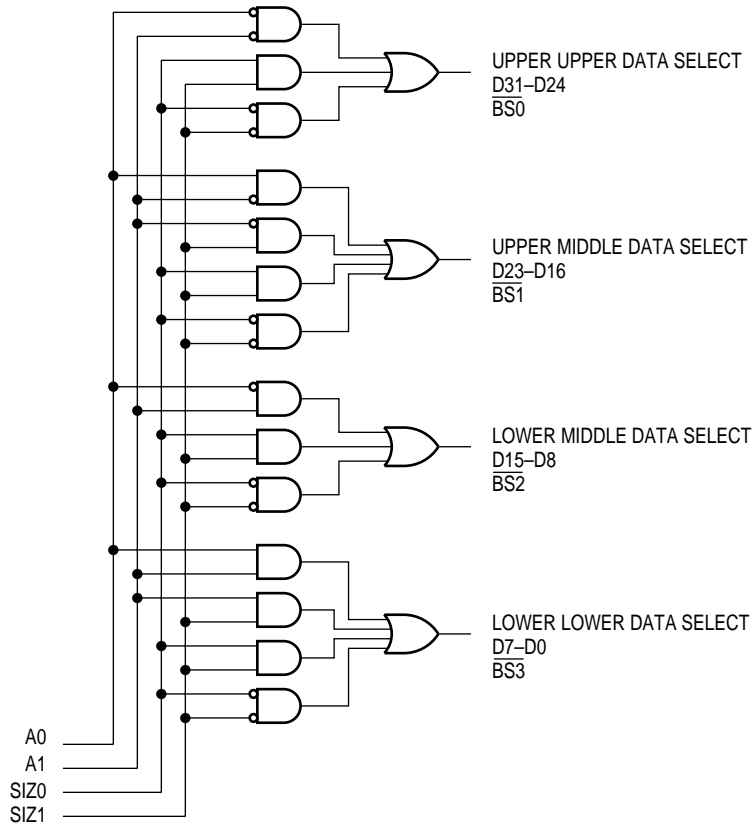 UPPER UPPER DATA SELECT
D31–D24
BS0
UPPER MIDDLE DATA SELECT
D23–D16
BS1
LOWER MIDDLE DATA SELECT
D15–D8
BS2
LOWER LOWER DATA SELECT
D7–D0
BS3
A0
A1
SIZ0
SIZ1